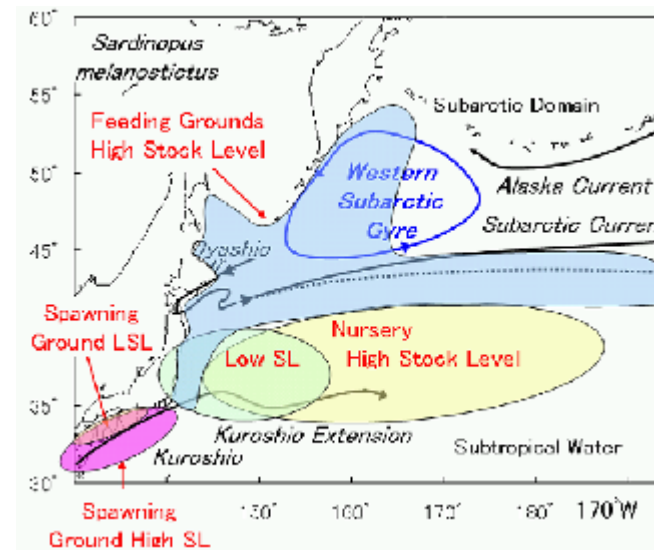 60°
Sardinopus
melanostictus
55°
Subarctic Domain
Feeding Grounds
High Stock Level
50°
Western
Subarctic
Gyre
Alaska Current
Subarctic Current
45°
Oyashio
Spawning
Ground LSL
Nursery
Low SL
High Stock Level
35°
Kuroshio Extension
Kuroshio
Subtropical Water
30°
150°
160°
170°
180°
170°W
Spawning
Ground High SL